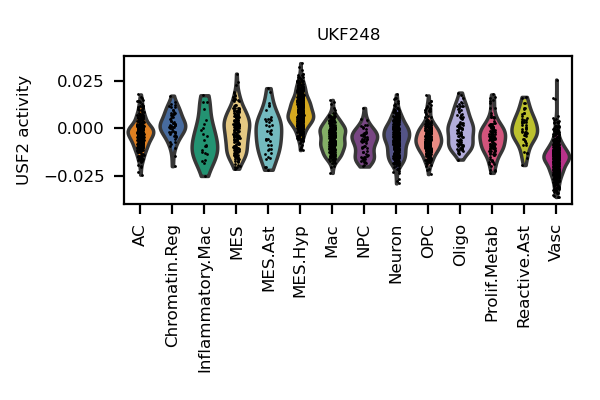 UKF248
USF2 activity
0.025
0.000
−0.025
AC
Chromatin.Reg
Inflammatory.Mac
MES
MES.Ast
MES.Hyp
Mac
NPC
Neuron
OPC
Oligo
Prolif.Metab
Reactive.Ast
Vasc